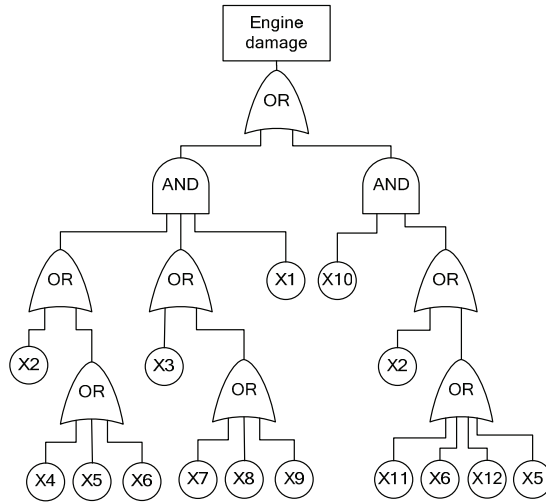 Engine
damage
OR
AND
AND
OR
OR
X1
X10
OR
X2
X3
X2
OR
OR
OR
X4
X5
X6
X7
X8
X9
X11
X6
X12
X5